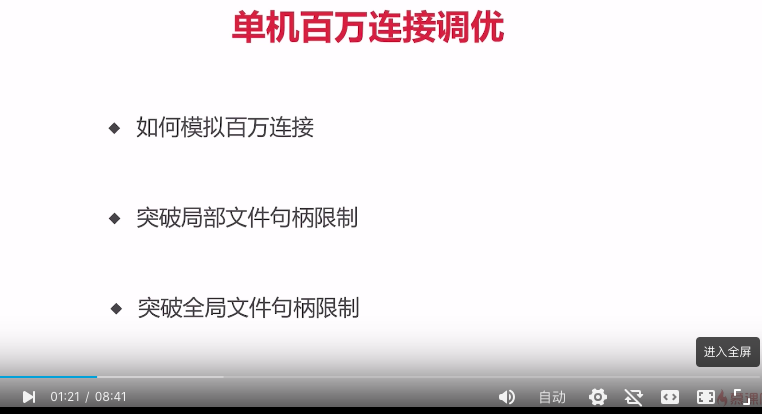 单机百万连接调优
如何模拟百万连接
突破局部文件句柄限制
突破全局文件句柄限制
进入全屏
01:21 / 08:41
自动